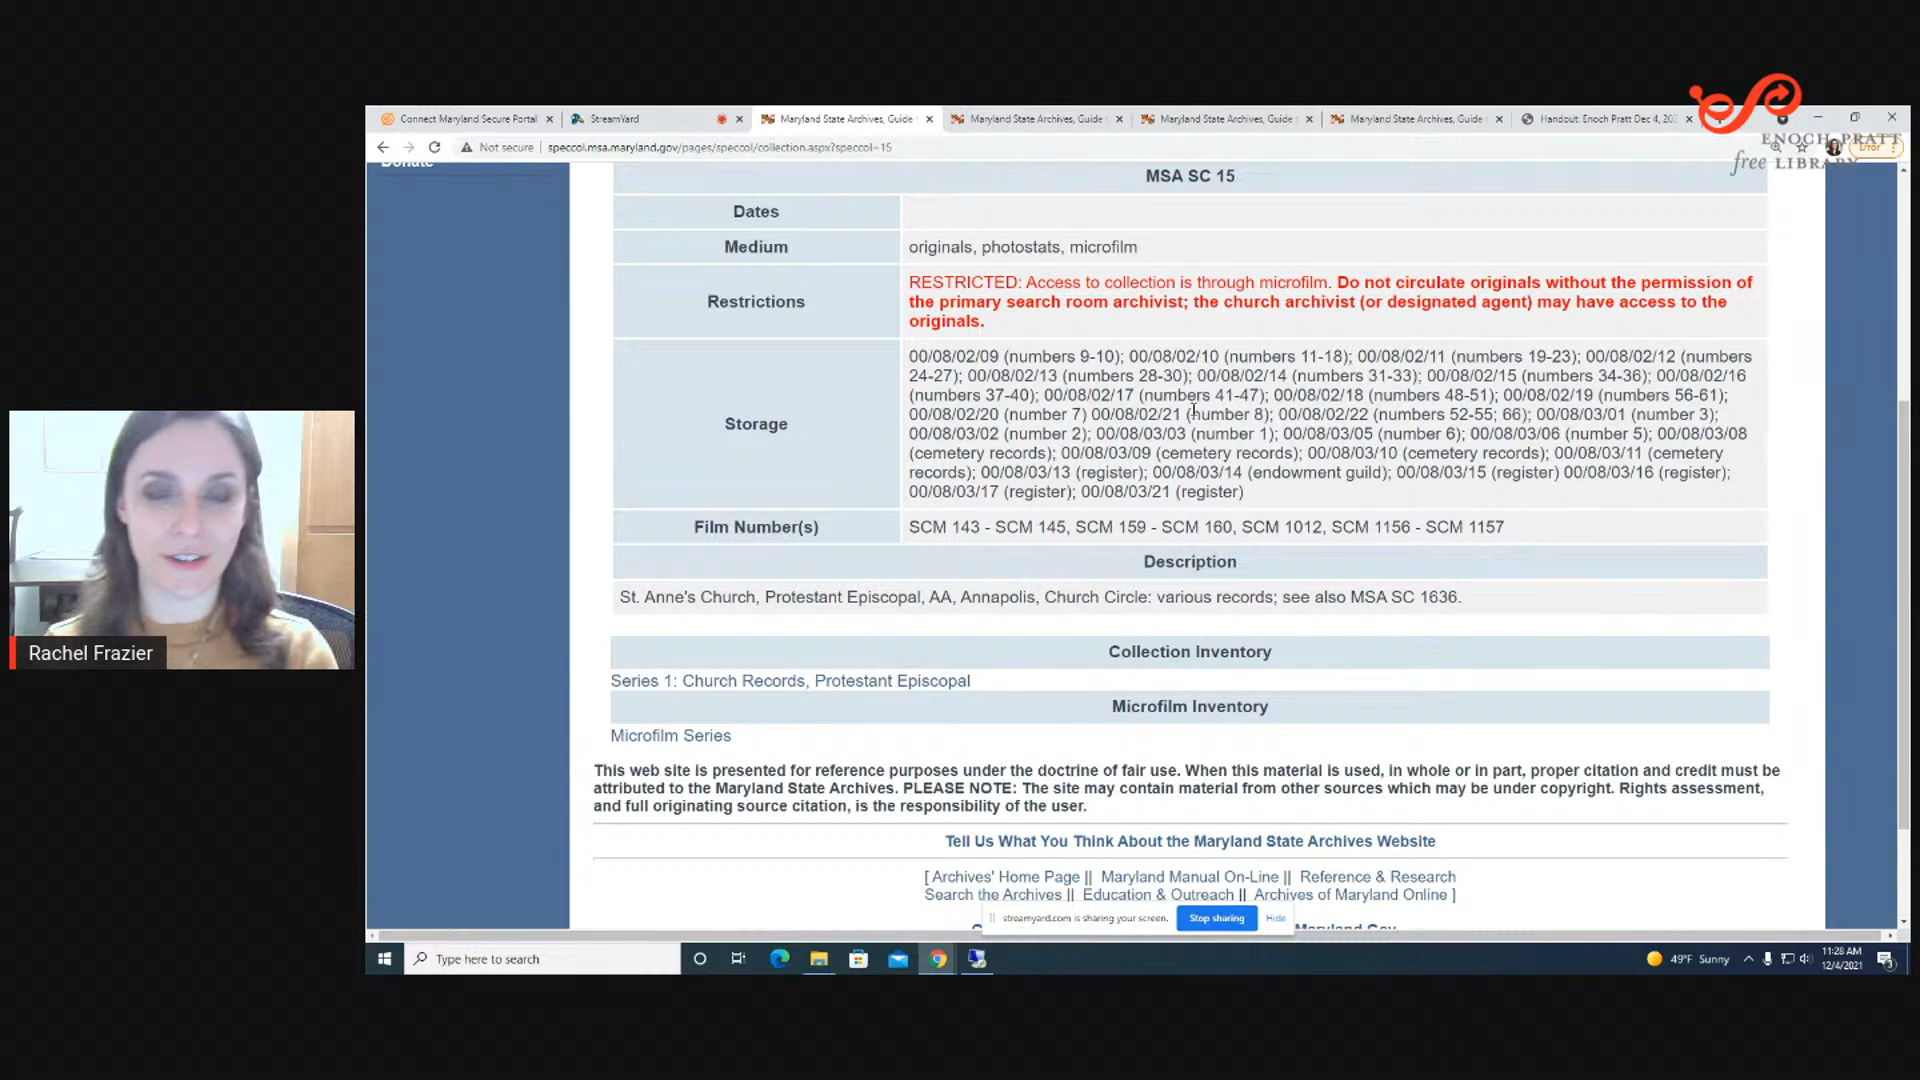 ENOCH PRATT
free LIBRARY
Connect Maryland Secure Portal
StreamYard
Maryland State Archives, Guide
Maryland State Archives, Guide
Maryland State Archives, Guide
Maryland State Archives, Guide
Handout: Enoch Pratt Dec 4, 202
Not secure | speccol.msa.maryland.gov/pages/speccol/collection.aspx?speccol=15
Error
Donate
MSA SC 15
Dates
Medium
originals, photostats, microfilm
Restrictions
RESTRICTED: Access to collection is through microfilm. Do not circulate originals without the permission of
the primary search room archivist; the church archivist (or designated agent) may have access to the
originals.
Storage
00/08/02/09 (numbers 9-10); 00/08/02/10 (numbers 11-18); 00/08/02/11 (numbers 19-23); 00/08/02/12 (numbers
24-27); 00/08/02/13 (numbers 28-30); 00/08/02/14 (numbers 31-33); 00/08/02/15 (numbers 34-36); 00/08/02/16
(numbers 37-40); 00/08/02/17 (numbers 41-47); 00/08/02/18 (numbers 48-51); 00/08/02/19 (numbers 56-61);
00/08/02/20 (number 7) 00/08/02/21 (number 8); 00/08/02/22 (numbers 52-55; 66); 00/08/03/01 (number 3);
00/08/03/02 (number 2); 00/08/03/03 (number 1); 00/08/03/05 (number 6); 00/08/03/06 (number 5); 00/08/03/08
(cemetery records); 00/08/03/09 (cemetery records); 00/08/03/10 (cemetery records); 00/08/03/11 (cemetery
records); 00/08/03/13 (register); 00/08/03/14 (endowment guild); 00/08/03/15 (register) 00/08/03/16 (register);
00/08/03/17 (register); 00/08/03/21 (register)
Film Number(s)
SCM 143 - SCM 145, SCM 159 - SCM 160, SCM 1012, SCM 1156 - SCM 1157
Description
St. Anne's Church, Protestant Episcopal, AA, Annapolis, Church Circle: various records; see also MSA SC 1636.
Collection Inventory
Series 1: Church Records, Protestant Episcopal
Microfilm Inventory
Microfilm Series
This web site is presented for reference purposes under the doctrine of fair use. When this material is used, in whole or in part, proper citation and credit must be
attributed to the Maryland State Archives. PLEASE NOTE: The site may contain material from other sources which may be under copyright. Rights assessment,
and full originating source citation, is the responsibility of the user.
Tell Us What You Think About the Maryland State Archives Website
[ Archives' Home Page || Maryland Manual On-Line || Reference & Research
Search the Archives || Education & Outreach || Archives of Maryland Online ]
streamyard.com is sharing your screen. Stop sharing Hide
Maryland Gov
Rachel Frazier
Type here to search
49°F Sunny
11:28 AM
12/4/2021